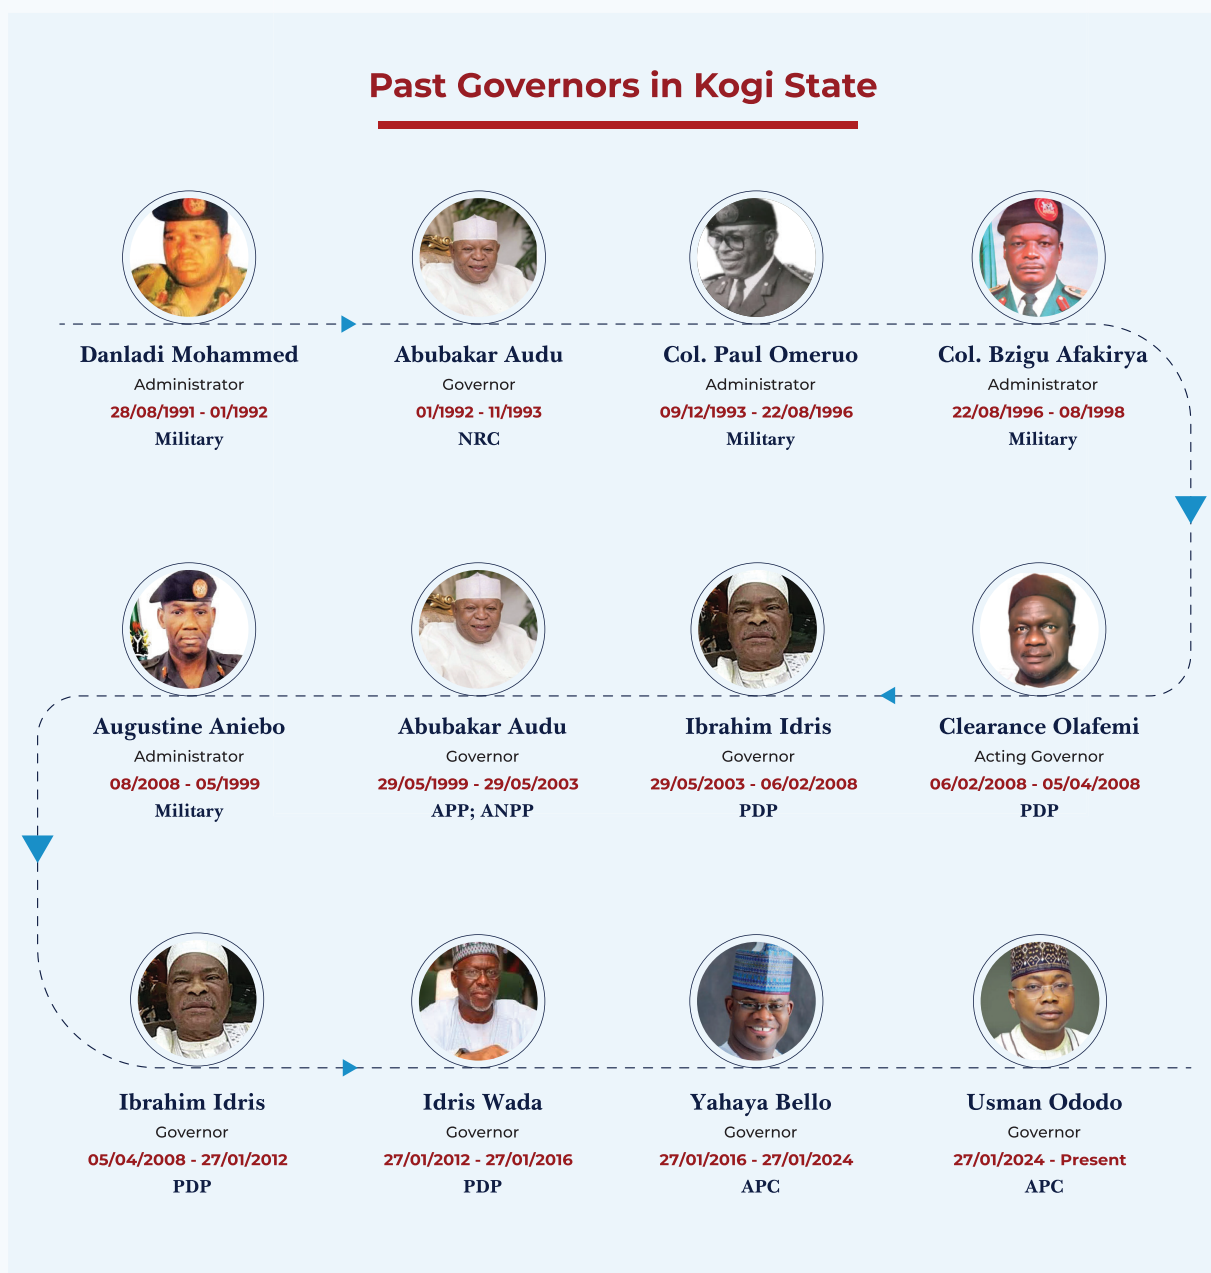 Past Governors in Kogi State
Danladi Mohammed
Administrator
28/08/1991 - 01/1992
Military
Abubakar Audu
Governor
01/1992 - 11/1993
NRC
Col. Paul Omeruo
Administrator
09/12/1993 - 22/08/1996
Military
Col. Bzigu Afakirya
Administrator
22/08/1996 - 08/1998
Military
Augustine Aniebo
Administrator
08/2008 - 05/1999
Military
Abubakar Audu
Governor
29/05/1999 - 29/05/2003
APP; ANPP
Ibrahim Idris
Governor
29/05/2003 - 06/02/2008
PDP
Clearance Olafemi
Acting Governor
06/02/2008 - 05/04/2008
PDP
Ibrahim Idris
Governor
05/04/2008 - 27/01/2012
PDP
Idris Wada
Governor
27/01/2012 - 27/01/2016
PDP
Yahaya Bello
Governor
27/01/2016 - 27/01/2024
APC
Usman Ododo
Governor
27/01/2024 - Present
APC